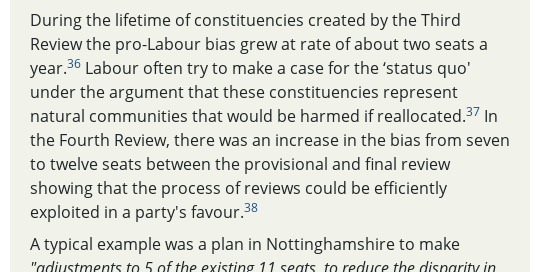 During the lifetime of constituencies created by the Third
Review the pro-Labour bias grew at rate of about two seats a
year.36 Labour often try to make a case for the ‘status quo'
under the argument that these constituencies represent
natural communities that would be harmed if reallocated.37 In
the Fourth Review, there was an increase in the bias from seven
to twelve seats between the provisional and final review
showing that the process of reviews could be efficiently
exploited in a party's favour.38
A typical example was a plan in Nottinghamshire to make
"adjustments to 5 of the existing 11 seats, to reduce the disparity in